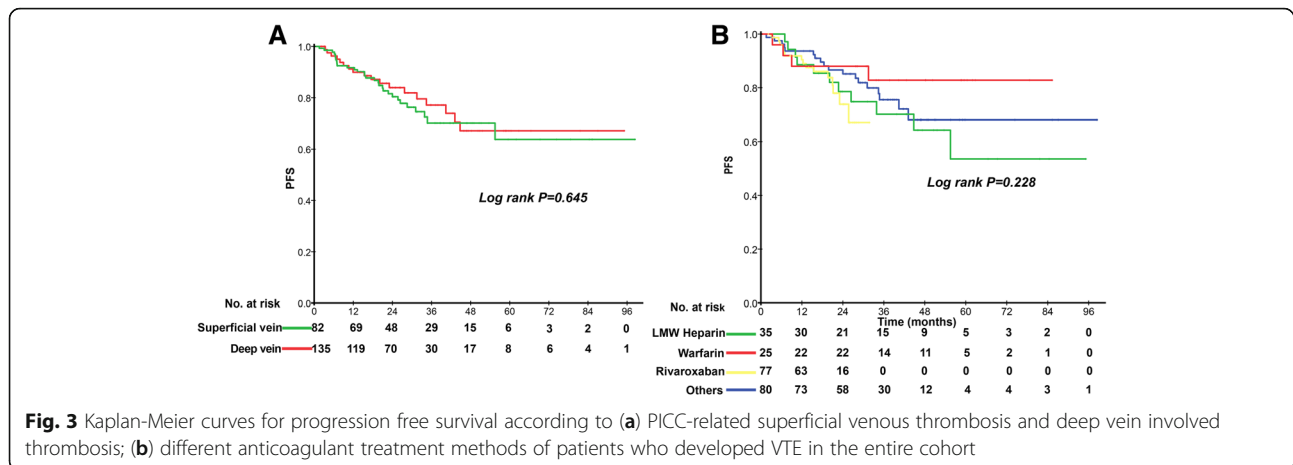 A
1.0
0.8
0.6
0.4
0.2
0.0
PFS
Log rank P=0.645
0 12 24 36 48 60 72 84 96
No. at risk
Superficial vein 82 69 48 29 15 6 3 2 0
Deep vein 135 119 70 30 17 8 6 4 1
B
1.0
0.8
0.6
0.4
0.2
0.0
PFS
Log rank P=0.228
0 12 24 36 48 60 72 84 96
Time (months)
No. at risk
LMW Heparin 35 30 21 15 9 5 3 2 0
Warfarin 25 22 22 14 11 5 2 1 0
Rivaroxaban 77 63 16 0 0 0 0 0 0
Others 80 73 58 30 12 4 4 3 1
Fig. 3 Kaplan-Meier curves for progression free survival according to (a) PICC-related superficial venous thrombosis and deep vein involved
thrombosis; (b) different anticoagulant treatment methods of patients who developed VTE in the entire cohort